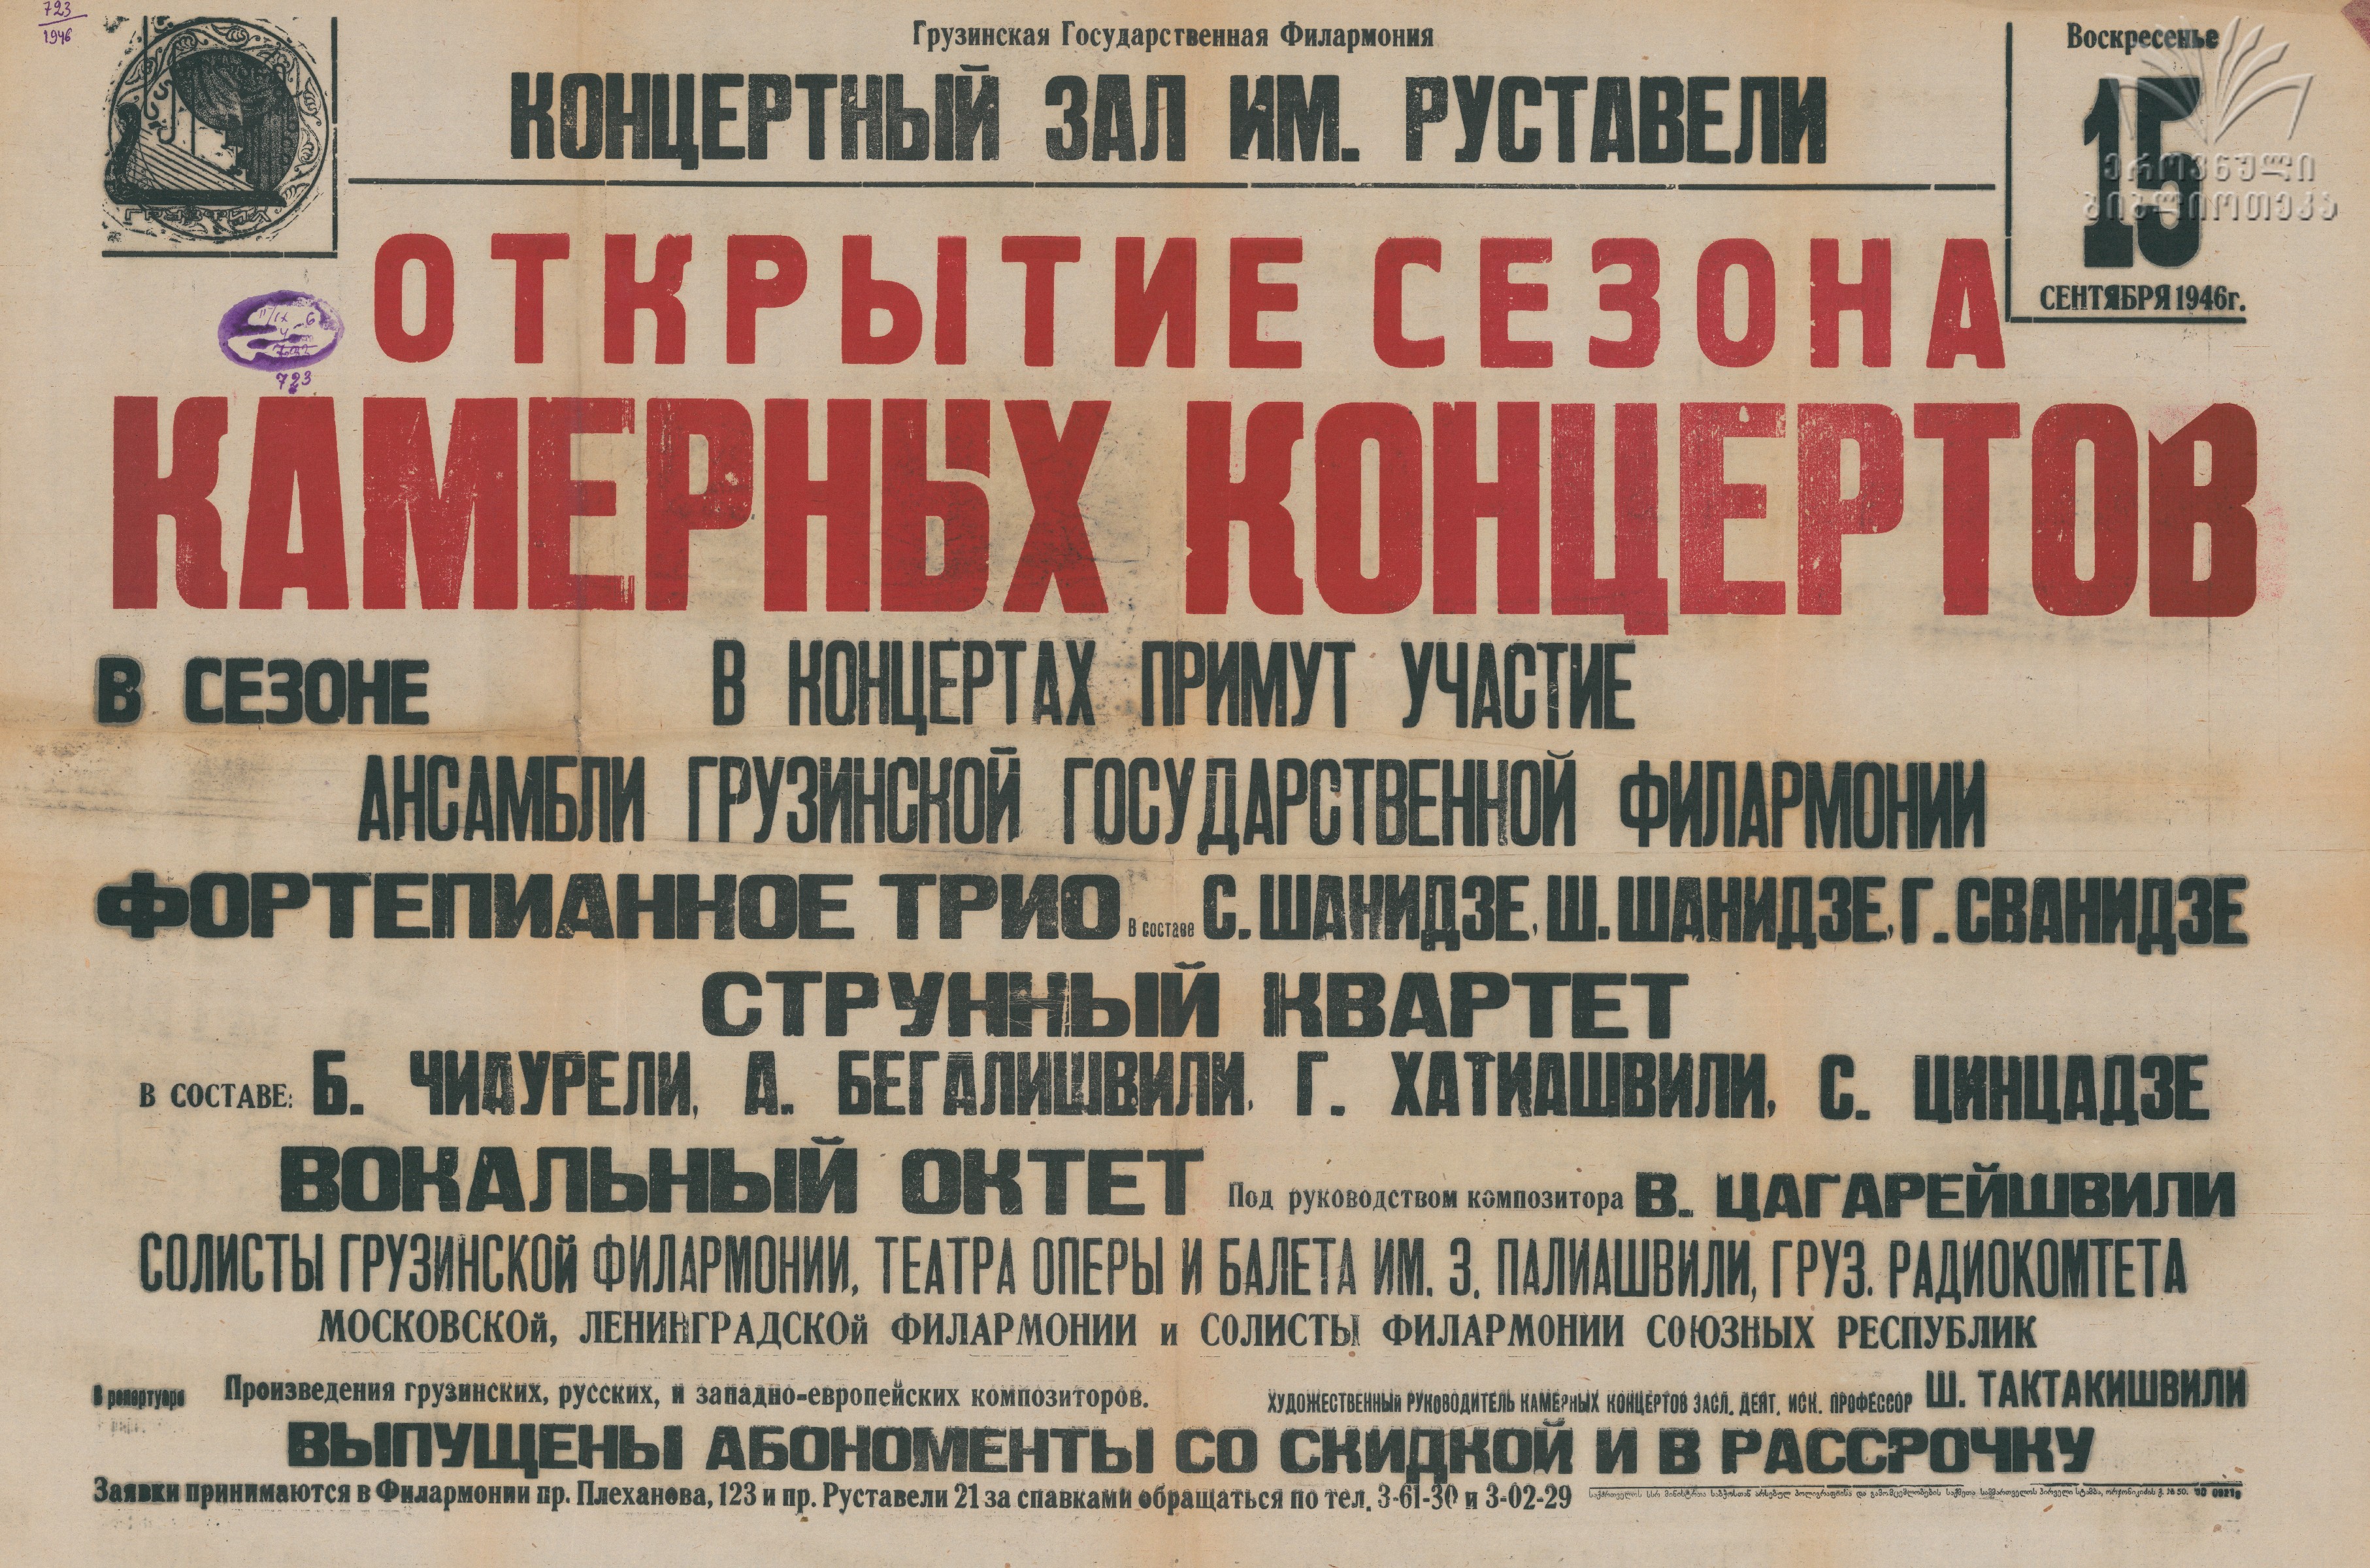 723
1946
Грузинская Государственная Филармония
КОНЦЕРТНЫЙ ЗАЛ ИМ. РУСТАВЕЛИ
Воскресенье
15
СЕНТЯБРЯ 1946г.
ეროვნული
ბიბლიოთეკა
ОТКРЫТИЕ СЕЗОНА
723
КАМЕРНЫХ КОНЦЕРТОВ
В СЕЗОНЕ В КОНЦЕРТАХ ПРИМУТ УЧАСТИЕ
АНСАМБЛИ ГРУЗИНСКОЙ ГОСУДАРСТВЕННОЙ ФИЛАРМОНИИ
ФОРТЕПИАННОЕ ТРИО В составе С. ШАНИДЗЕ, Ш. ШАНИДЗЕ, Г. СВАНИДЗЕ
СТРУННЫЙ КВАРТЕТ
В СОСТАВЕ: Б. ЧИАУРЕЛИ, А. БЕГАЛИШВИЛИ, Г. ХАТИАШВИЛИ, С. ЦИНЦАДЗЕ
ВОКАЛЬНЫЙ ОКТЕТ Под руководством композитора В. ЦАГАРЕЙШВИЛИ
СОЛИСТЫ ГРУЗИНСКОЙ ФИЛАРМОНИИ, ТЕАТРА ОПЕРЫ И БАЛЕТА ИМ. З. ПАЛИАШВИЛИ, ГРУЗ. РАДИОКОМТЕТА
МОСКОВСКОЙ, ЛЕНИНГРАДСКОЙ ФИЛАРМОНИИ и СОЛИСТЫ ФИЛАРМОНИИ СОЮЗНЫХ РЕСПУБЛИК
В репертуаре Произведения грузинских, русских, и западно-европейских композиторов. ХУДОЖЕСТВЕННЫЙ РУКОВОДИТЕЛЬ КАМЕРНЫХ КОНЦЕРТОВ ЗАСЛ. ДЕЯТ. ИСК. ПРОФЕССОР Ш. ТАКТАКИШВИЛИ
ВЫПУЩЕНЫ АБОНОМЕНТЫ СО СКИДКОЙ И В РАССРОЧКУ
Заявки принимаются в Филармонии пр. Плеханова, 123 и пр. Руставели 21 за спавками обращаться по тел. 3-61-30 и 3-02-29